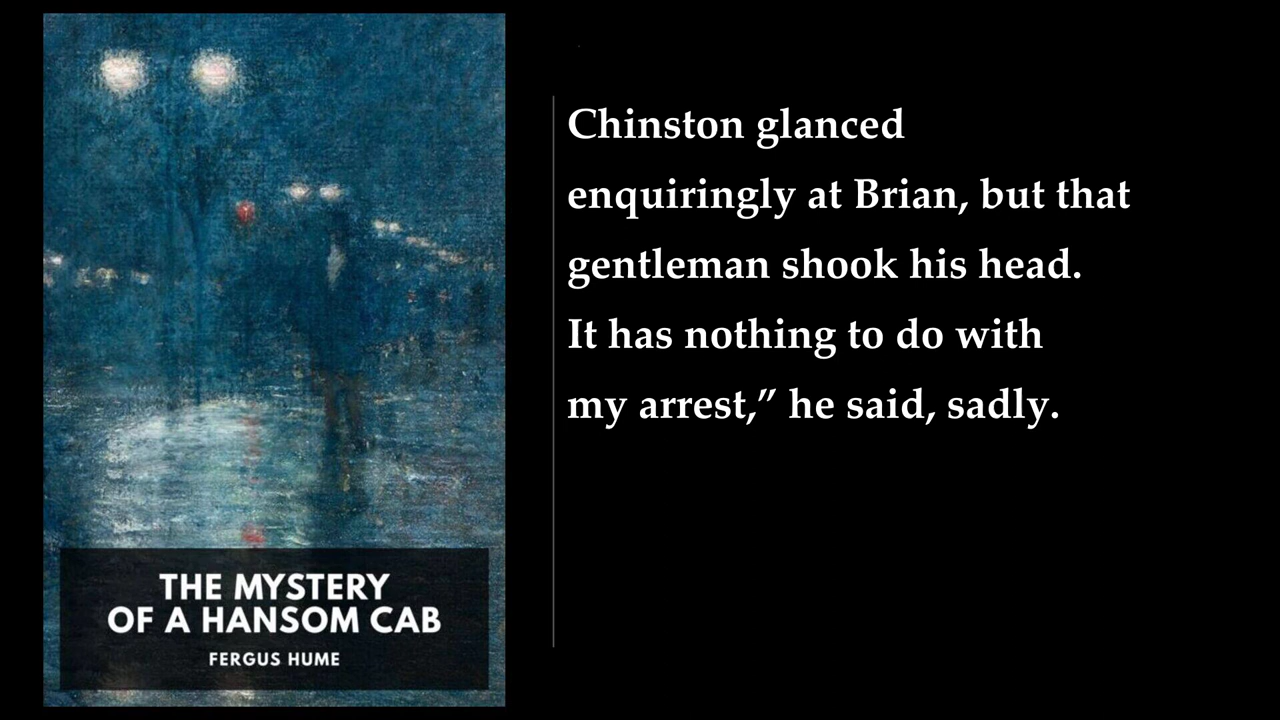 Chinston glanced
enquiringly at Brian, but that
gentleman shook his head.
It has nothing to do with
my arrest,” he said, sadly.
THE MYSTERY
OF A HANSOM CAB
FERGUS HUME